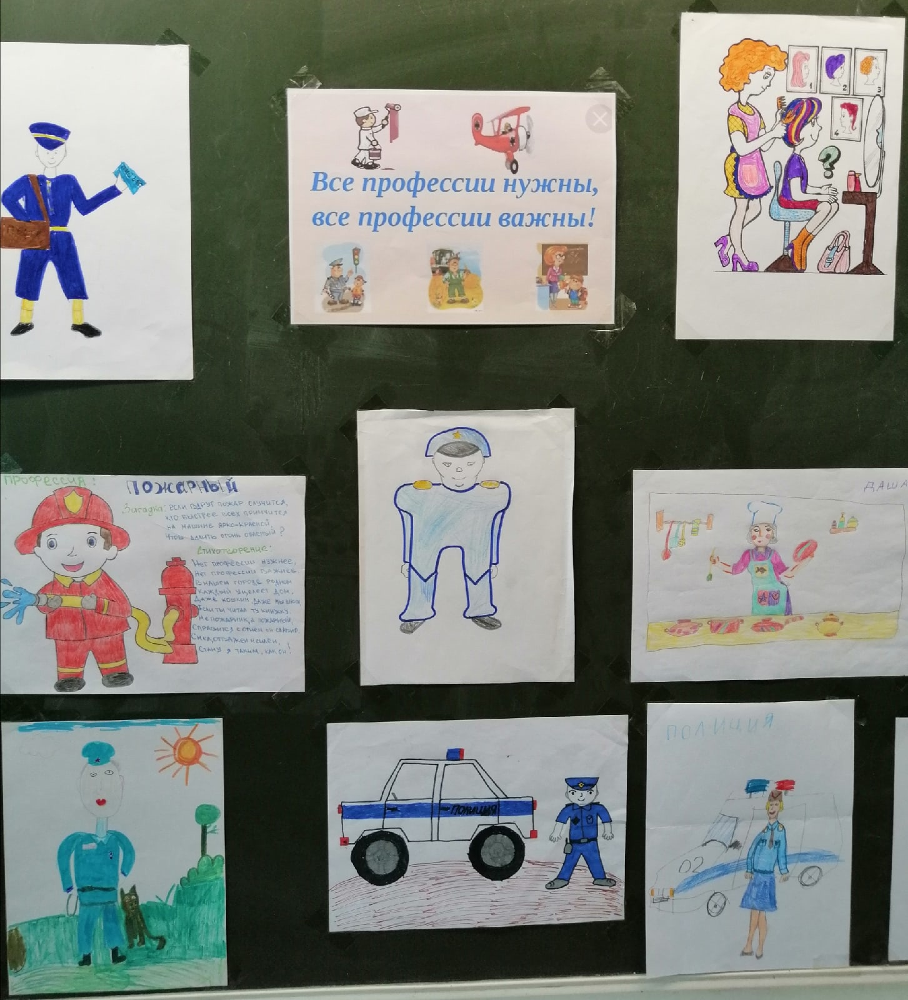 Все профессии нужны,
все профессии важны!
1
2
3
4
Профессия:
ПОЖАРНЫЙ
Загадка: ЕСЛИ ВДРУГ ПОЖАР СЛУЧИТСЯ,
КТО БЫСТРЕЕ ВСЕХ ПРИМЧИТСЯ
НА МАШИНЕ ЯРКО-КРАСНОЙ,
ЧТОБ ЗАЛИТЬ ОГОНЬ ОПАСНЫЙ?
Стихотворение:
НЕТ ПРОФЕССИИ НУЖНЕЕ,
НЕТ ПРОФЕССИИ ВАЖНЕЕ.
В НАШЕМ ГОРОДЕ РОДНОМ
КАЖДЫЙ УЦЕЛЕЕТ ДОМ,
ДАЖЕ КОШКИН, ДАЖЕ МЫШКИН,
ЕСЛИ ТЫ ЧИТАЛ ТУ КНИЖКУ.
НЕ ПОЖАРНИК, А ПОЖАРНЫЙ,
СПРАВИТСЯ С ОГНЁМ
СМЕЛ, ОТВАЖЕН И СИЛЁН,
СТАНУ Я ТАКИМ, КАК ОН!
ДАША
ПОЛИЦИЯ
ПОЛИЦИЯ
02